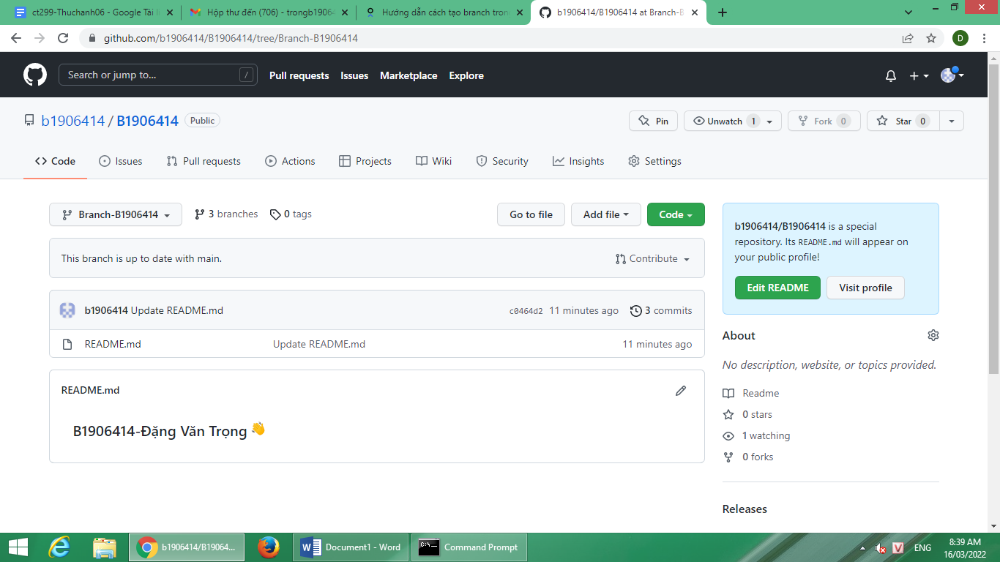 ct299-Thuchanh06 - Google Tài li
Hộp thư đến (706) - trongb19064
Hướng dẫn cách tạo branch tron
b1906414/B1906414 at Branch-B
github.com/b1906414/B1906414/tree/Branch-B1906414
D
Search or jump to...
/
Pull requests
Issues
Marketplace
Explore
b1906414 / B1906414
Public
Pin
Unwatch 1
Fork 0
Star 0
Code
Issues
Pull requests
Actions
Projects
Wiki
Security
Insights
Settings
Branch-B1906414
3 branches
0 tags
Go to file
Add file
Code
This branch is up to date with main.
Contribute
b1906414 Update README.md
c0464d2 11 minutes ago
3 commits
README.md
Update README.md
11 minutes ago
README.md
B1906414-Đặng Văn Trọng 👋
b1906414/B1906414 is a special
repository. Its README.md will appear on
your public profile!
Edit README
Visit profile
About
No description, website, or topics provided.
Readme
0 stars
1 watching
0 forks
Releases
b1906414/B19064...
Document1 - Word
Command Prompt
ENG
8:39 AM
16/03/2022